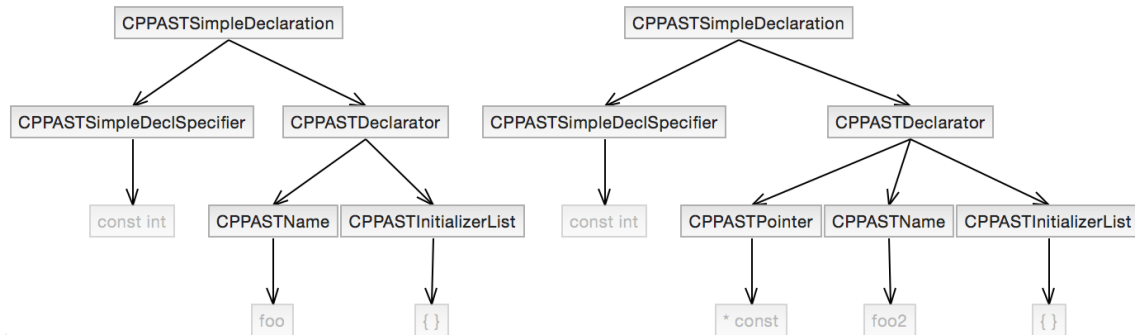 CPPASTSimpleDeclaration CPPASTSimpleDeclaration
CPPASTSimpleDeclSpecifier CPPASTDeclarator CPPASTSimpleDeclSpecifier CPPASTDeclarator
const int CPPASTName CPPASTInitializerList const int CPPASTPointer CPPASTName CPPASTInitializerList
foo { } * const foo2 { }